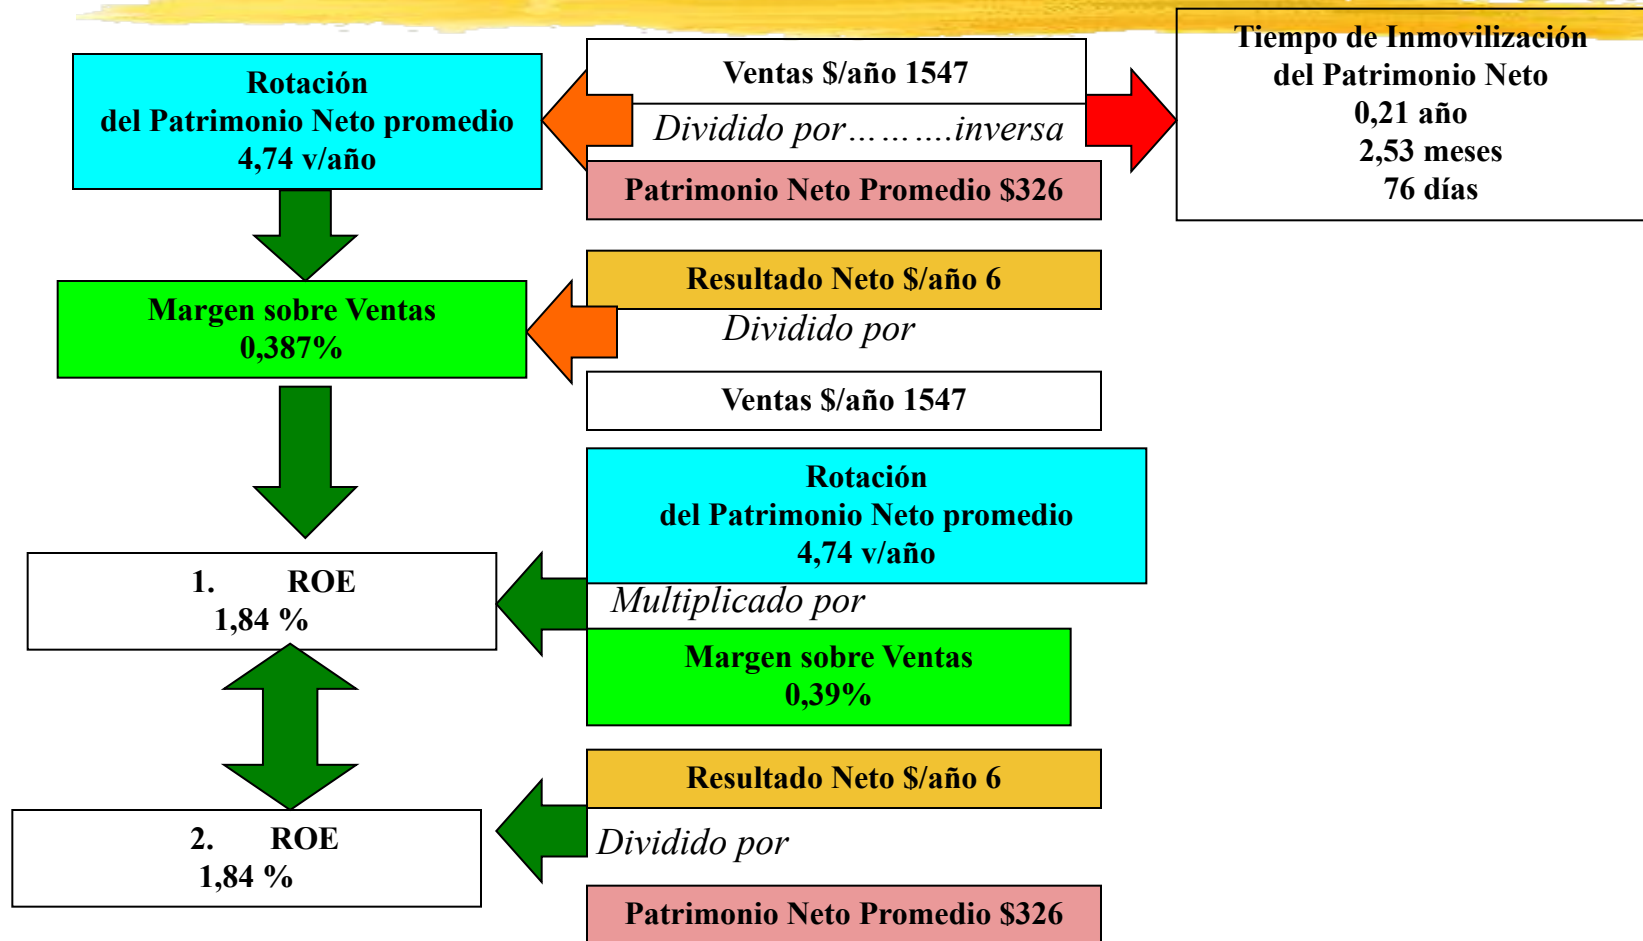 Tiempo de Inmovilización
del Patrimonio Neto
0,21 año
2,53 meses
76 días
Rotación
del Patrimonio Neto promedio
4,74 v/año
Ventas $/año 1547
Dividido por……….inversa
Patrimonio Neto Promedio $326
Margen sobre Ventas
0,387%
Resultado Neto $/año 6
Dividido por
Ventas $/año 1547
1. ROE
1,84 %
Rotación
del Patrimonio Neto promedio
4,74 v/año
Multiplicado por
Margen sobre Ventas
0,39%
2. ROE
1,84 %
Resultado Neto $/año 6
Dividido por
Patrimonio Neto Promedio $326